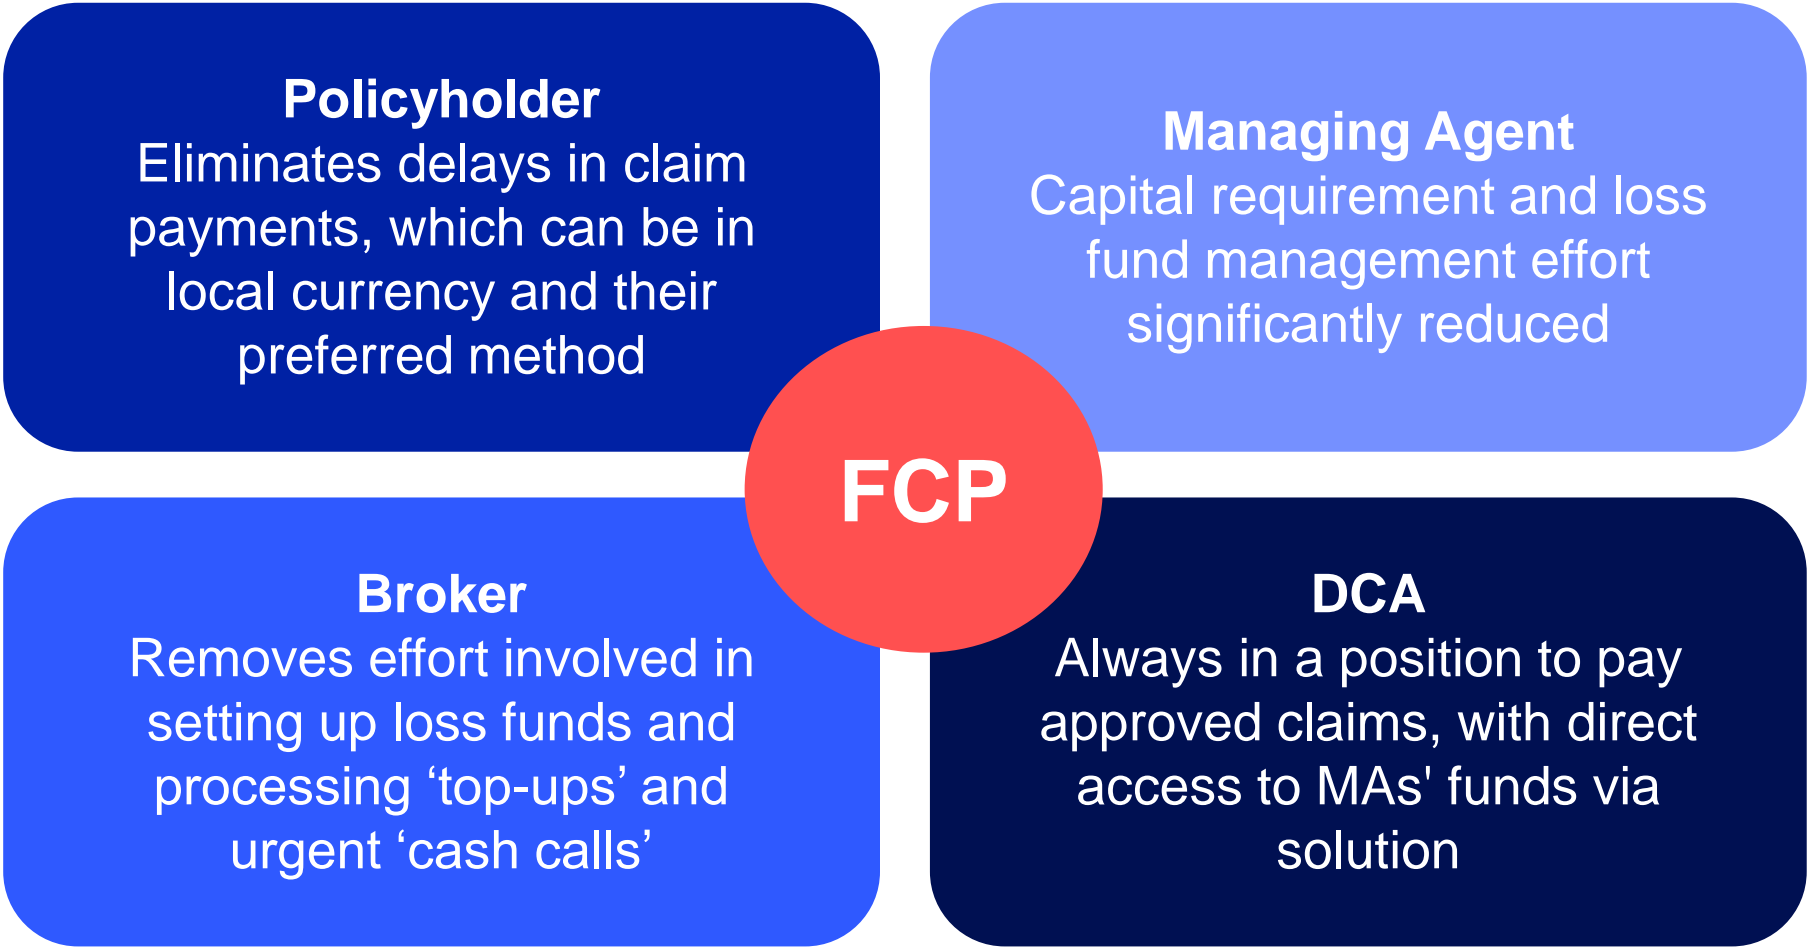 Policyholder
Eliminates delays in claim
payments, which can be in
local currency and their
preferred method
Managing Agent
Capital requirement and loss
fund management effort
significantly reduced
FCP
Broker
Removes effort involved in
setting up loss funds and
processing ‘top-ups’ and
urgent ‘cash calls’
DCA
Always in a position to pay
approved claims, with direct
access to MAs' funds via
solution